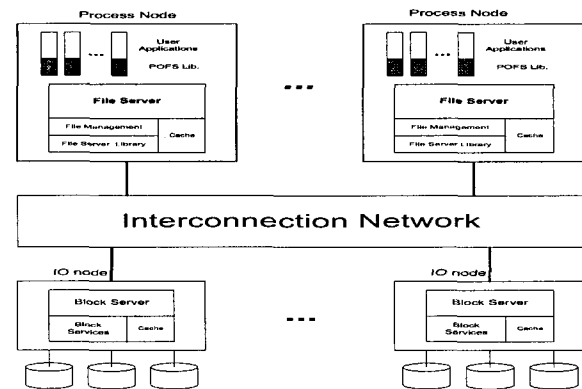 Process Node
Process Node
User
Applications
POFS Lib.
...
User
Applications
POFS Lib.
...
...
File Server
File Management
File Server Library
Cache
File Server
File Management
File Server Library
Cache
Interconnection Network
IO node
IO node
Block Server
Block
Services
Cache
...
Block Server
Block
Services
Cache